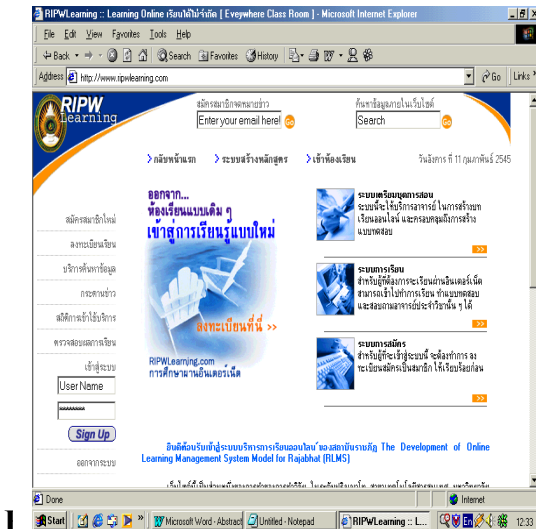 RIPWLearning :: Learning Online เรียนได้ไม่จำกัด [ Eveywhere Class Room ] - Microsoft Internet Explorer
File Edit View Favorites Tools Help
Back Search Favorites History
Address http://www.ripwlearning.com Go Links
RIPW
Learning
สมัครสมาชิกจดหมายข่าว
Enter your email here! Go
ค้นหาข้อมูลภายในเว็บไซต์
Search Go
กลับหน้าแรก ระบบสร้างหลักสูตร เข้าห้องเรียน วันอังคาร ที่ 11 กุมภาพันธ์ 2545
สมัครสมาชิกใหม่
ลงทะเบียนเรียน
บริการค้นหาข้อมูล
กระดานข่าว
สถิติการเข้าใช้บริการ
ตรวจสอบผลการเรียน
เข้าสู่ระบบ
User Name
********
Sign Up
ออกจากระบบ
ออกจาก...
ห้องเรียนแบบเดิม ๆ
เข้าสู่การเรียนรู้แบบใหม่
ลงทะเบียนที่นี่ >>
RIPWLearning.com
การศึกษาผ่านอินเตอร์เน็ต
ระบบเตรียมบุคการสอน
ระบบนี้จะให้บริการอาจารย์ ในการสร้างบท
เรียนออนไลน์ และครอบคลุมถึงการสร้าง
แบบทดสอบ
>>
ระบบการเรียน
สำหรับผู้ที่ต้องการจะเรียนผ่านอินเตอร์เน็ต
สามารถเข้าไปทำการเรียน ทำแบบทดสอบ
และสอบถามอาจารย์ประจำวิชานั้น ๆ ได้
>>
ระบบการสมัคร
สำหรับผู้ที่จะเข้าสู่ระบบนี้ จะต้องทำการ ลง
ทะเบียนสมัครเป็นสมาชิก ให้เรียบร้อยก่อน
>>
ยินดีต้อนรับเข้าสู่ระบบบริหารการเรียนออนไลน์ ของสถาบันราชภัฏ The Development of Online
Learning Management System Model for Rajabhat (RLMS)
Done Internet
Start Microsoft Word - Abstract Untitled - Notepad RIPWLearning :: L... 12:33